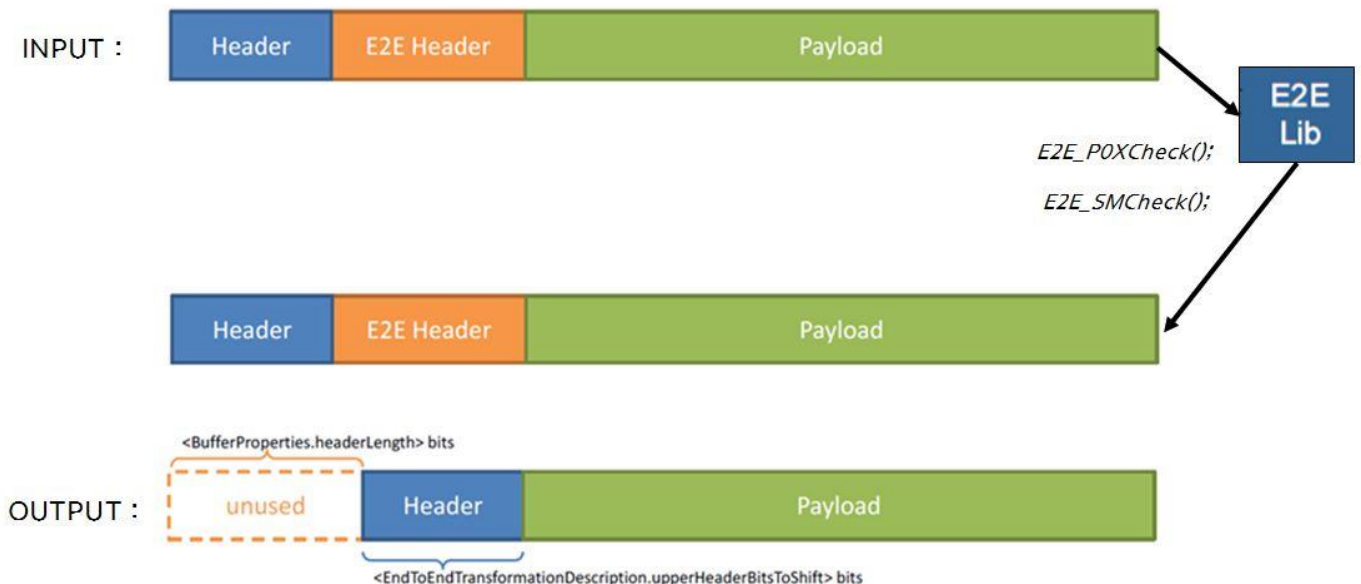 INPUT :
Header
E2E Header
Payload
E2E
Lib
E2E_P0XCheck();
E2E_SMCheck();
Header
E2E Header
Payload
<BufferProperties.headerLength> bits
OUTPUT :
unused
Header
Payload
<EndToEndTransformationDescription.upperHeaderBitsToShift> bits